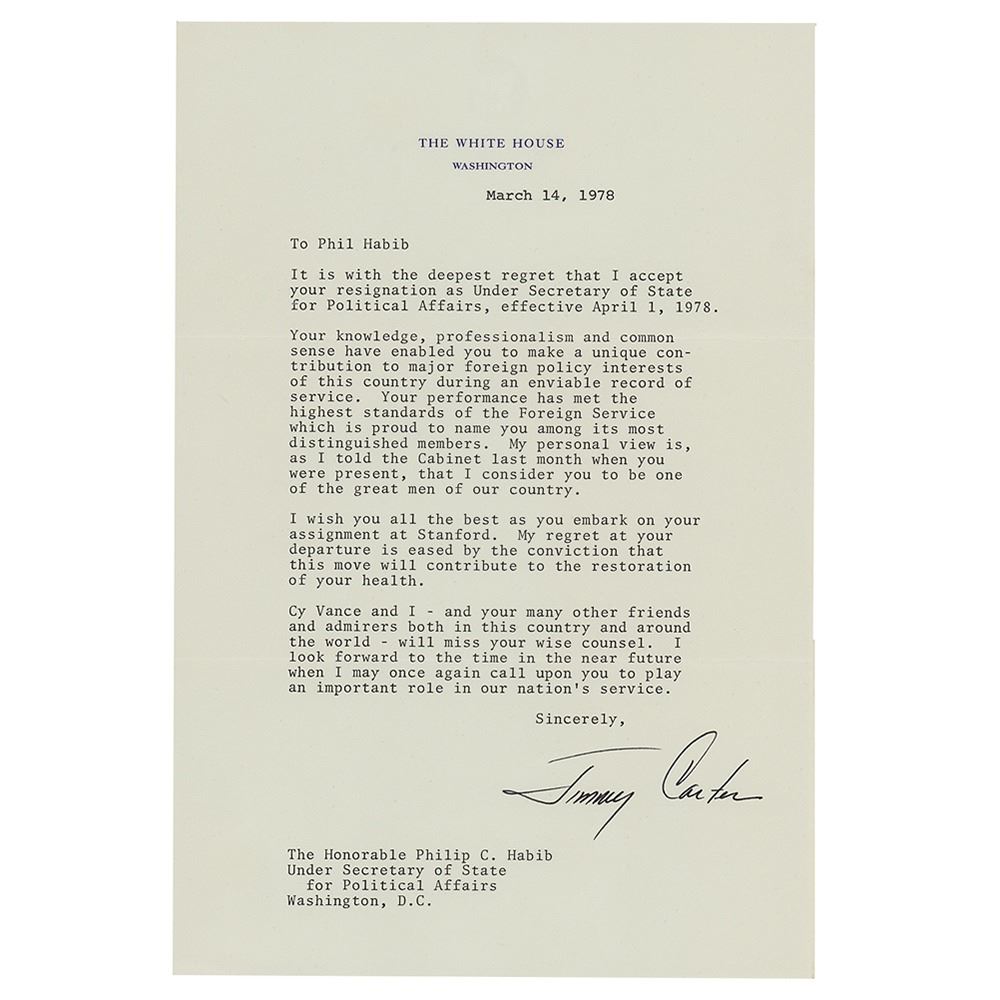 THE WHITE HOUSE
WASHINGTON
March 14, 1978
To Phil Habib
It is with the deepest regret that I accept
your resignation as Under Secretary of State
for Political Affairs, effective April 1, 1978.
Your knowledge, professionalism and common
sense have enabled you to make a unique con-
tribution to major foreign policy interests
of this country during an enviable record of
service.  Your performance has met the
highest standards of the Foreign Service
which is proud to name you among its most
distinguished members.  My personal view is,
as I told the Cabinet last month when you
were present, that I consider you to be one
of the great men of our country.
I wish you all the best as you embark on your
assignment at Stanford.  My regret at your
departure is eased by the conviction that
this move will contribute to the restoration
of your health.
Cy Vance and I - and your many other friends
and admirers both in this country and around
the world - will miss your wise counsel.  I
look forward to the time in the near future
when I may once again call upon you to play
an important role in our nation's service.
Sincerely,
Jimmy Carter
The Honorable Philip C. Habib
Under Secretary of State
for Political Affairs
Washington, D.C.